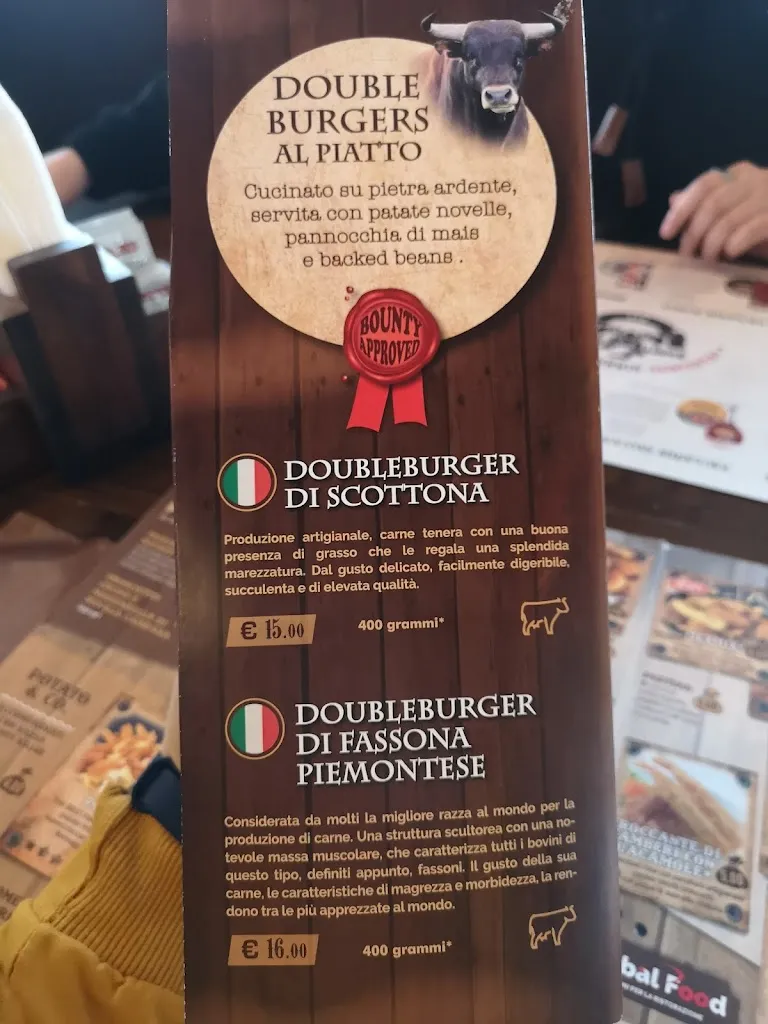 DOUBLE
BURGERS
AL PIATTO
Cucinato su pietra ardente,
servita con patate novelle,
pannocchia di mais
e backed beans .
BOUNTY
APPROVED
DOUBLEBURGER
DI SCOTTONA
Produzione artigianale, carne tenera con una buona
presenza di grasso che le regala una splendida
marezzatura. Dal gusto delicato, facilmente digeribile,
succulenta e di elevata qualità.
€ 15.00
400 grammi*
DOUBLEBURGER
DI FASSONA
PIEMONTESE
Considerata da molti la migliore razza al mondo per la
produzione di carne. Una struttura scultorea con una no-
tevole massa muscolare, che caratterizza tutti i bovini di
questo tipo, definiti appunto, fassoni. Il gusto della sua
carne, le caratteristiche di magrezza e morbidezza, la ren-
dono tra le più apprezzate al mondo.
€ 16.00
400 grammi*
POTATO
& CO.
bal Food